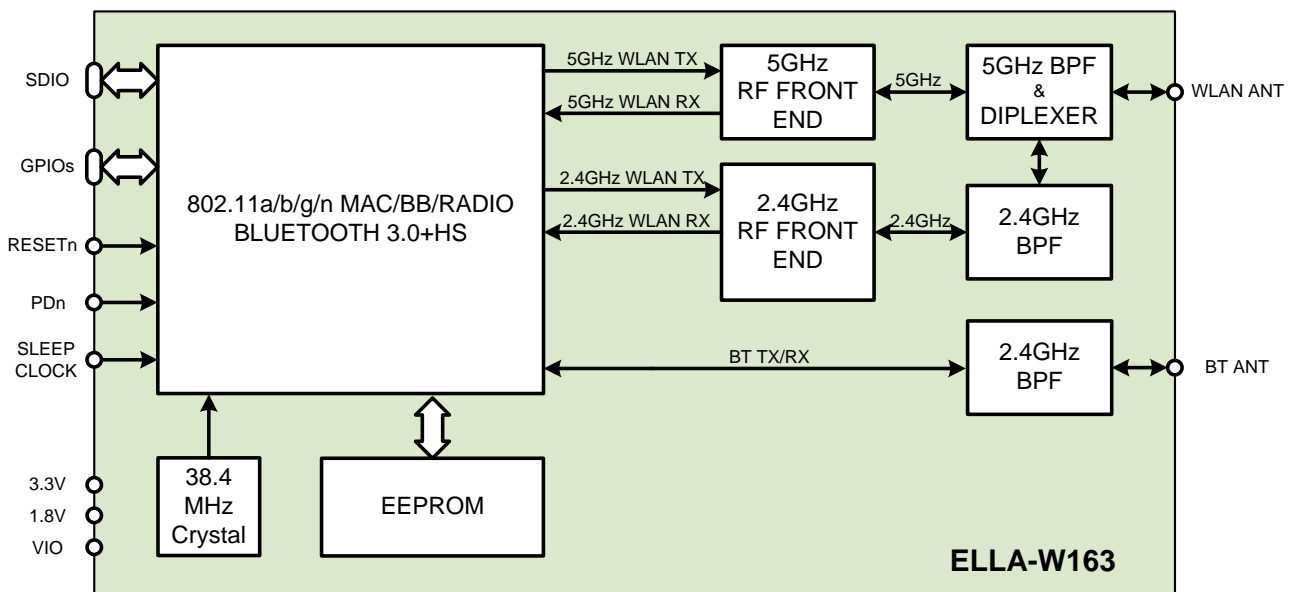 SDIO
GPIOs
RESETn
PDn
SLEEP
CLOCK
3.3V
1.8V
VIO
802.11a/b/g/n MAC/BB/RADIO
BLUETOOTH 3.0+HS
38.4
MHz
Crystal
EEPROM
5GHz WLAN TX
5GHz WLAN RX
2.4GHz WLAN TX
2.4GHz WLAN RX
BT TX/RX
5GHz
RF FRONT
END
2.4GHz
RF FRONT
END
5GHz
2.4GHz
5GHz BPF
&
DIPLEXER
2.4GHz
BPF
2.4GHz
BPF
WLAN ANT
BT ANT
ELLA-W163